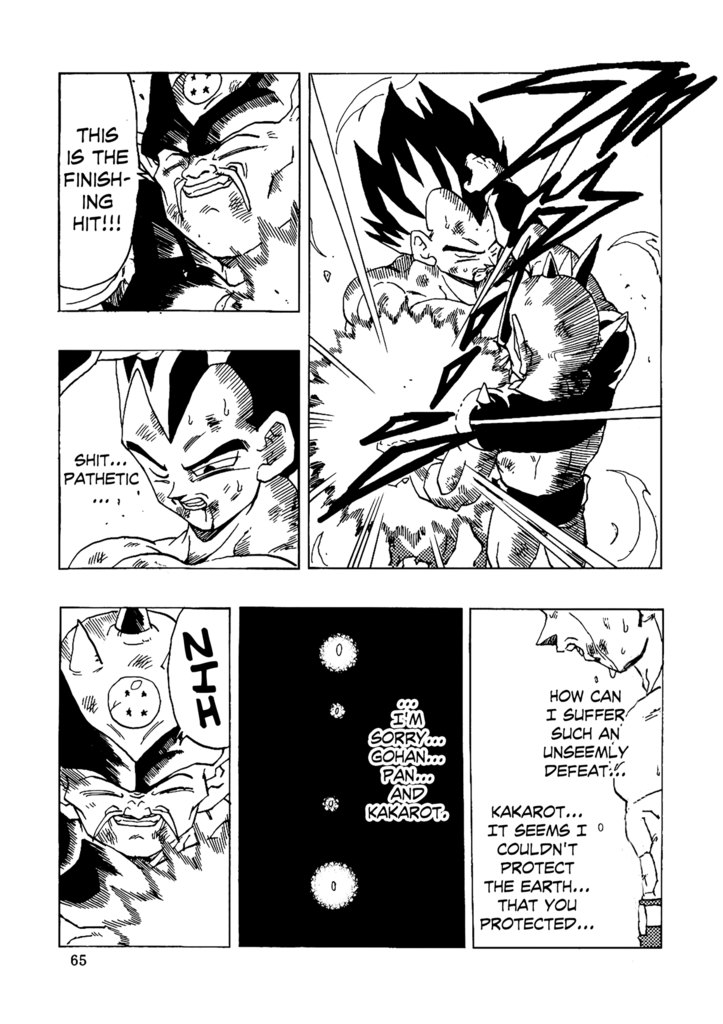 THIS
IS THE
FINISH-
ING
HIT!!!
SHIT...
PATHETIC
...
HOW CAN
I SUFFER
SUCH AN
UNSEEMLY
DEFEAT...
KAKAROT...
IT SEEMS I
COULDN'T
PROTECT
THE EARTH...
THAT YOU
PROTECTED...
...
I'M
SORRY...
GOHAN...
PAN...
AND
KAKAROT.
NIH
65